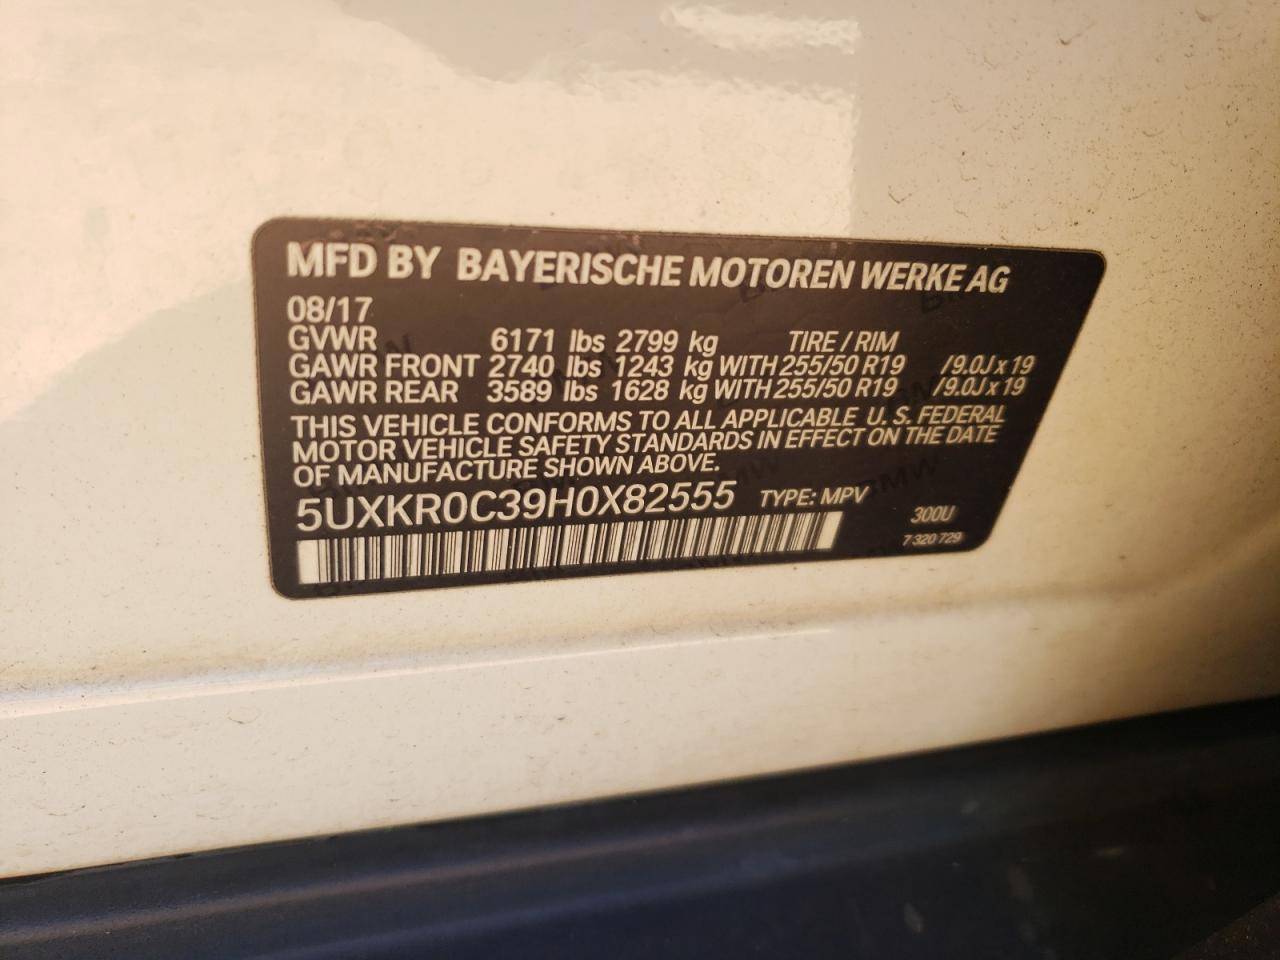 MFD BY BAYERISCHE MOTOREN WERKE AG
08/17
GVWR 6171 lbs 2799 kg TIRE / RIM
GAWR FRONT 2740 lbs 1243 kg WITH 255/50 R19 /9.0J x 19
GAWR REAR 3589 lbs 1628 kg WITH 255/50 R19 /9.0J x 19
THIS VEHICLE CONFORMS TO ALL APPLICABLE U. S. FEDERAL
MOTOR VEHICLE SAFETY STANDARDS IN EFFECT ON THE DATE
OF MANUFACTURE SHOWN ABOVE.
5UXKR0C39H0X82555 TYPE: MPV
300U
7 320 729